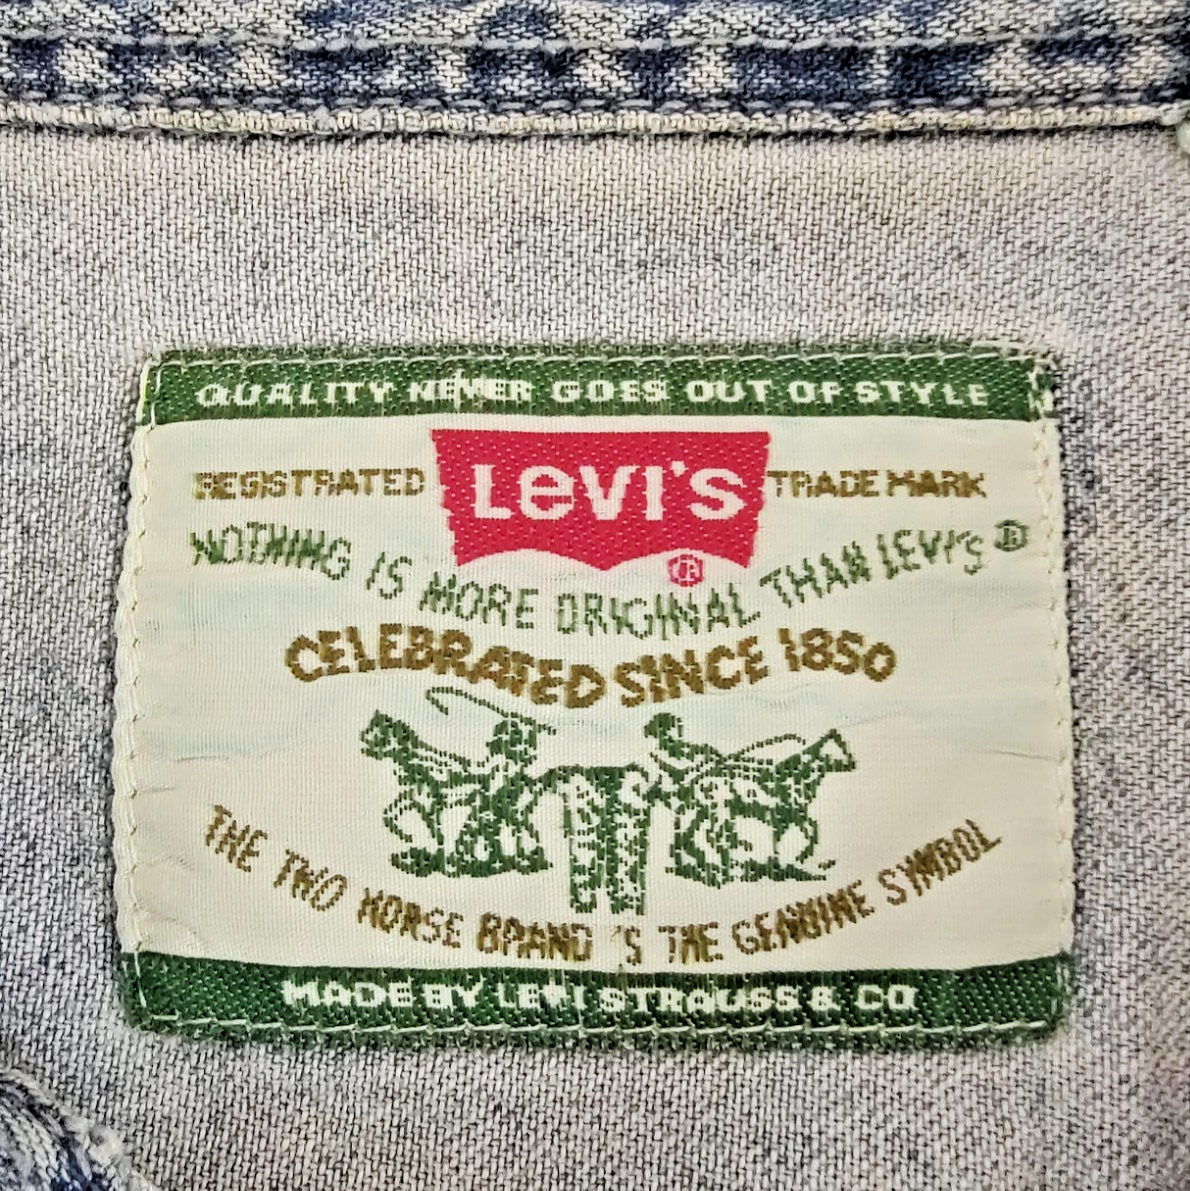 QUALITY NEVER GOES OUT OF STYLE
REGISTRATED LEVI'S TRADE MARK
®
NOTHING IS MORE ORIGINAL THAN LEVI'S®
CELEBRATED SINCE 1850
THE TWO HORSE BRAND IS THE GENUINE SYMBOL
MADE BY LEVI STRAUSS & CO